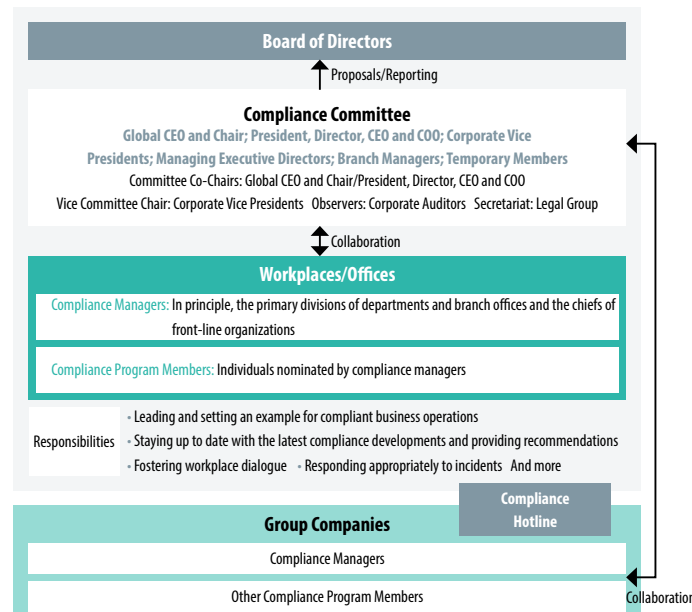 Board of Directors
Proposals/Reporting
Compliance Committee
Global CEO and Chair; President, Director, CEO and COO; Corporate Vice
Presidents; Managing Executive Directors; Branch Managers; Temporary Members
Committee Co-Chairs: Global CEO and Chair/President, Director, CEO and COO
Vice Committee Chair: Corporate Vice Presidents Observers: Corporate Auditors Secretariat: Legal Group
Collaboration
Workplaces/Offices
Compliance Managers: In principle, the primary divisions of departments and branch offices and the chiefs of
front-line organizations
Compliance Program Members: Individuals nominated by compliance managers
Responsibilities
• Leading and setting an example for compliant business operations
• Staying up to date with the latest compliance developments and providing recommendations
• Fostering workplace dialogue • Responding appropriately to incidents And more
Compliance
Hotline
Group Companies
Compliance Managers
Other Compliance Program Members
Collaboration